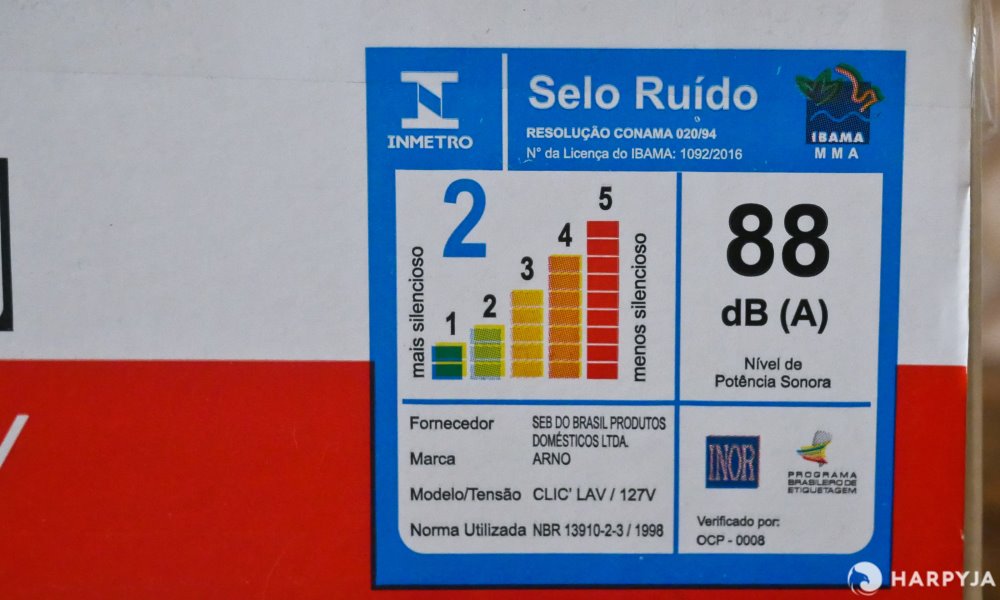 INMETRO
Selo Ruído
RESOLUÇÃO CONAMA 020/94
N° da Licença do IBAMA: 1092/2016
IBAMA
MMA
2
mais silencioso
1
2
3
4
5
menos silencioso
88
dB (A)
Nível de
Potência Sonora
Fornecedor SEB DO BRASIL PRODUTOS
DOMÉSTICOS LTDA.
Marca ARNO
Modelo/Tensão CLIC' LAV / 127V
Norma Utilizada NBR 13910-2-3 / 1998
INOR
PROGRAMA
BRASILEIRO DE
ETIQUETAGEM
Verificado por:
OCP - 0008
HARPYJA